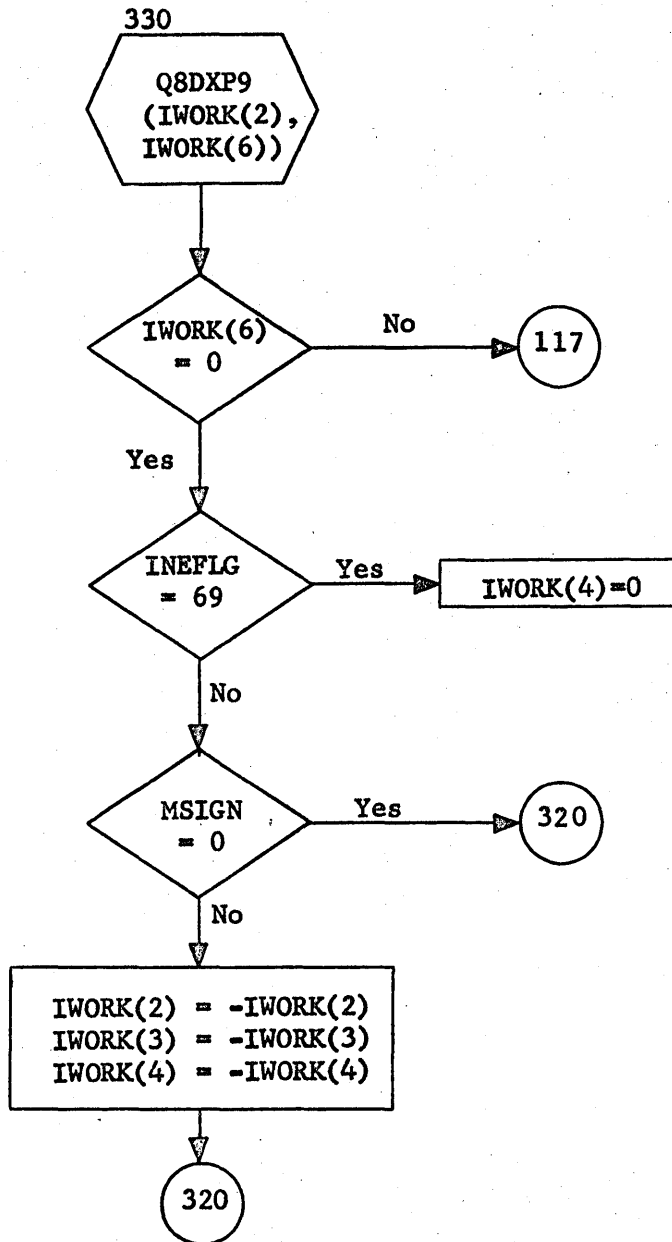 330
Q8DXP9
(IWORK(2),
IWORK(6))
IWORK(6)
= 0
No
117
Yes
INEFLG
= 69
Yes
IWORK(4)=0
No
MSIGN
= 0
Yes
320
No
IWORK(2) = -IWORK(2)
IWORK(3) = -IWORK(3)
IWORK(4) = -IWORK(4)
320